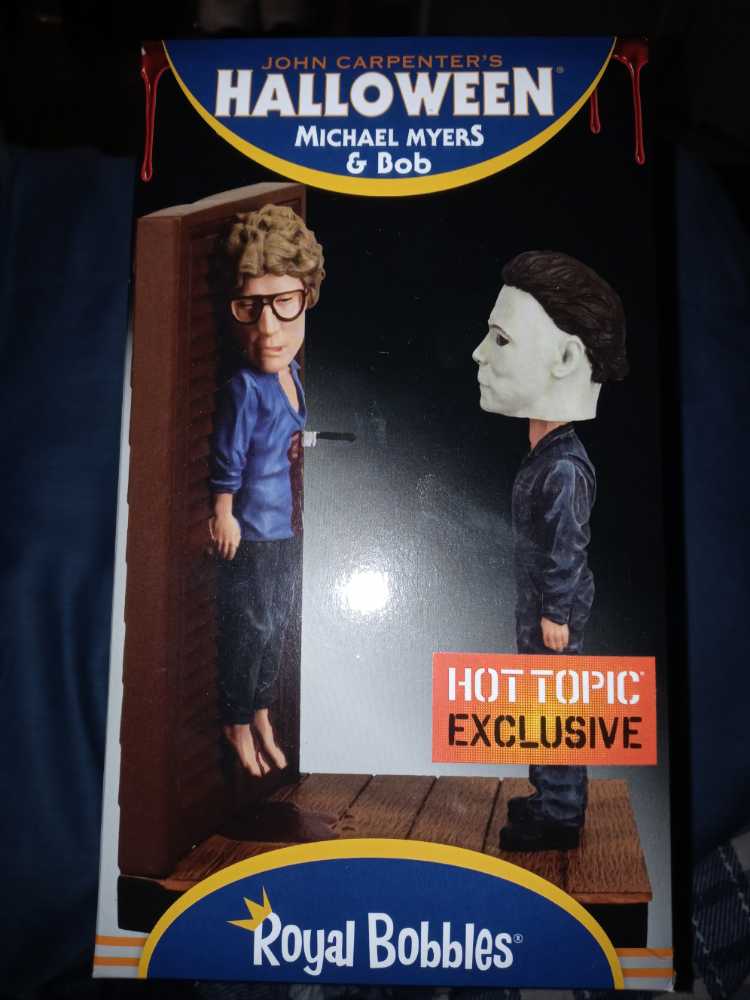 JOHN CARPENTER'S
HALLOWEEN®
MICHAEL MYERS
& BOB
HOT TOPIC®
EXCLUSIVE
Royal Bobbles®